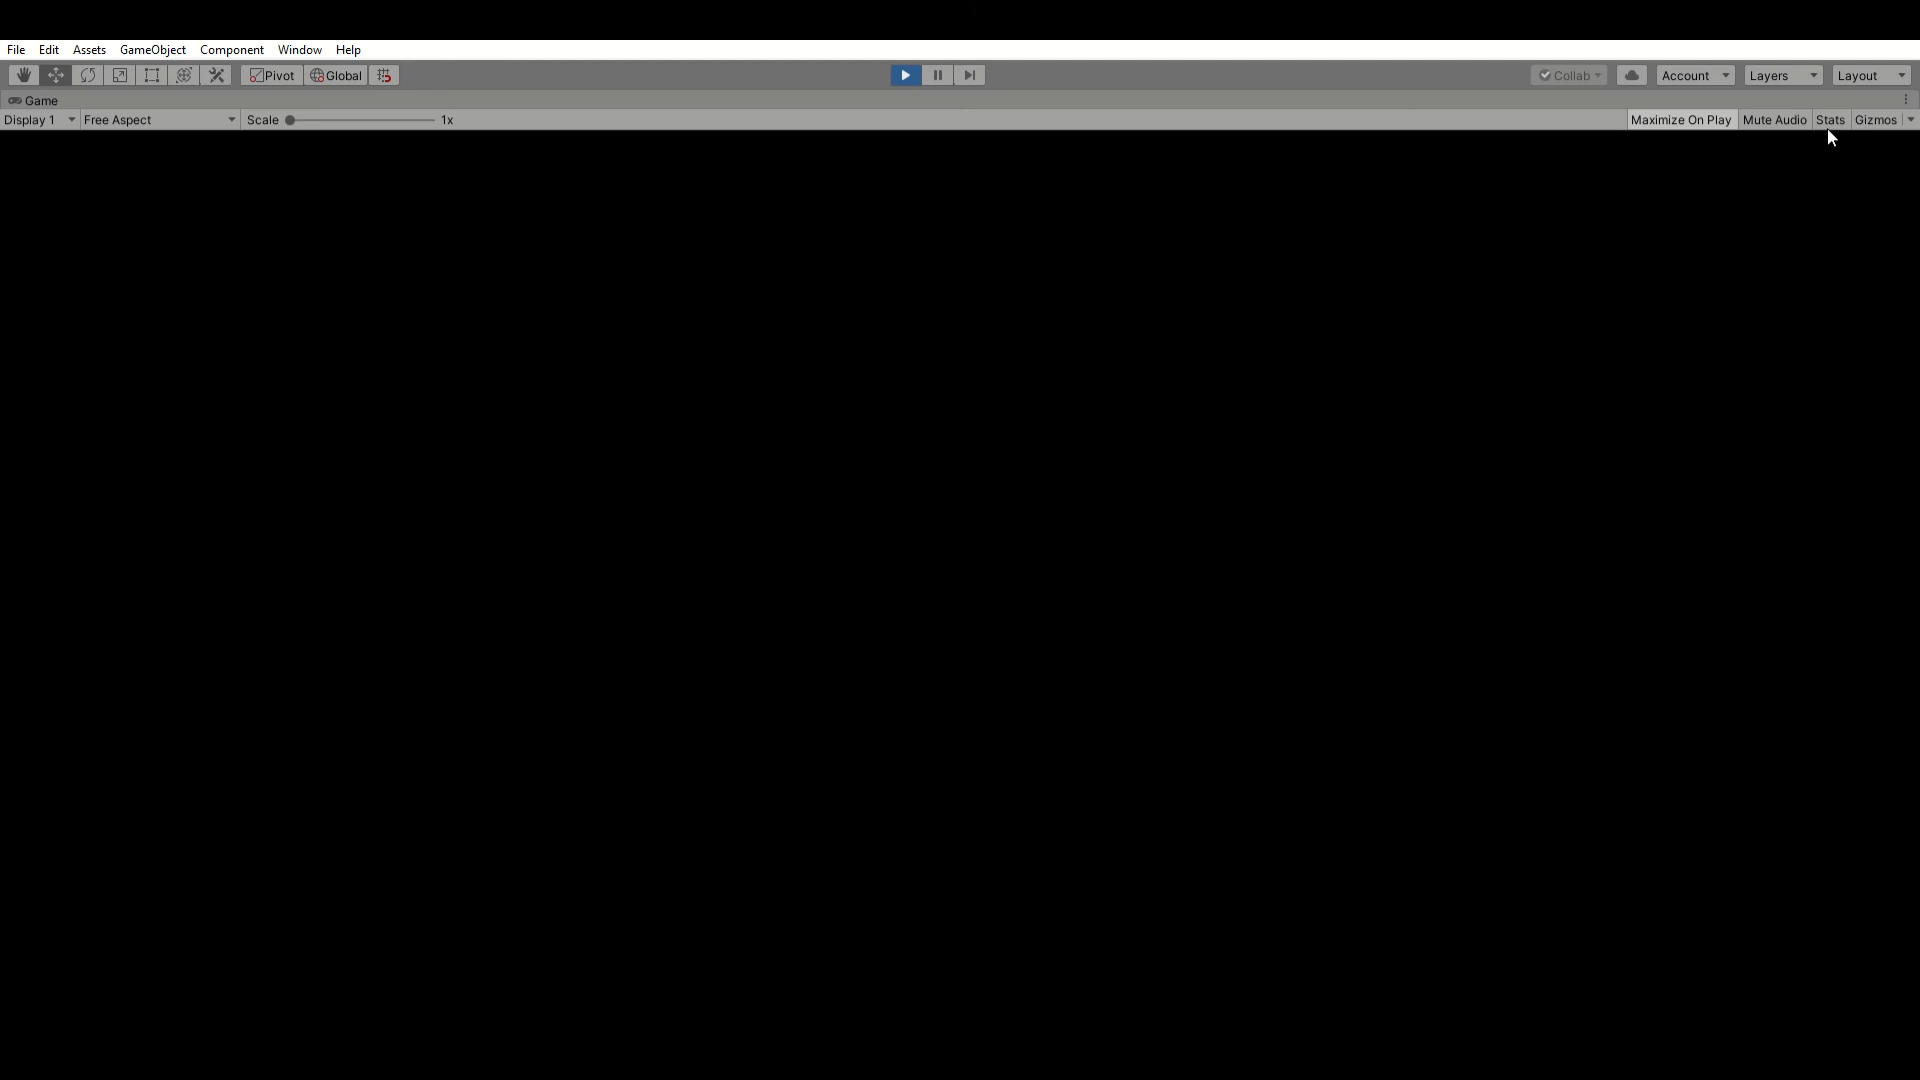 File Edit Assets GameObject Component Window Help
Pivot Global Collab Account Layers Layout
Game
Display 1 Free Aspect Scale 1x Maximize On Play Mute Audio Stats Gizmos